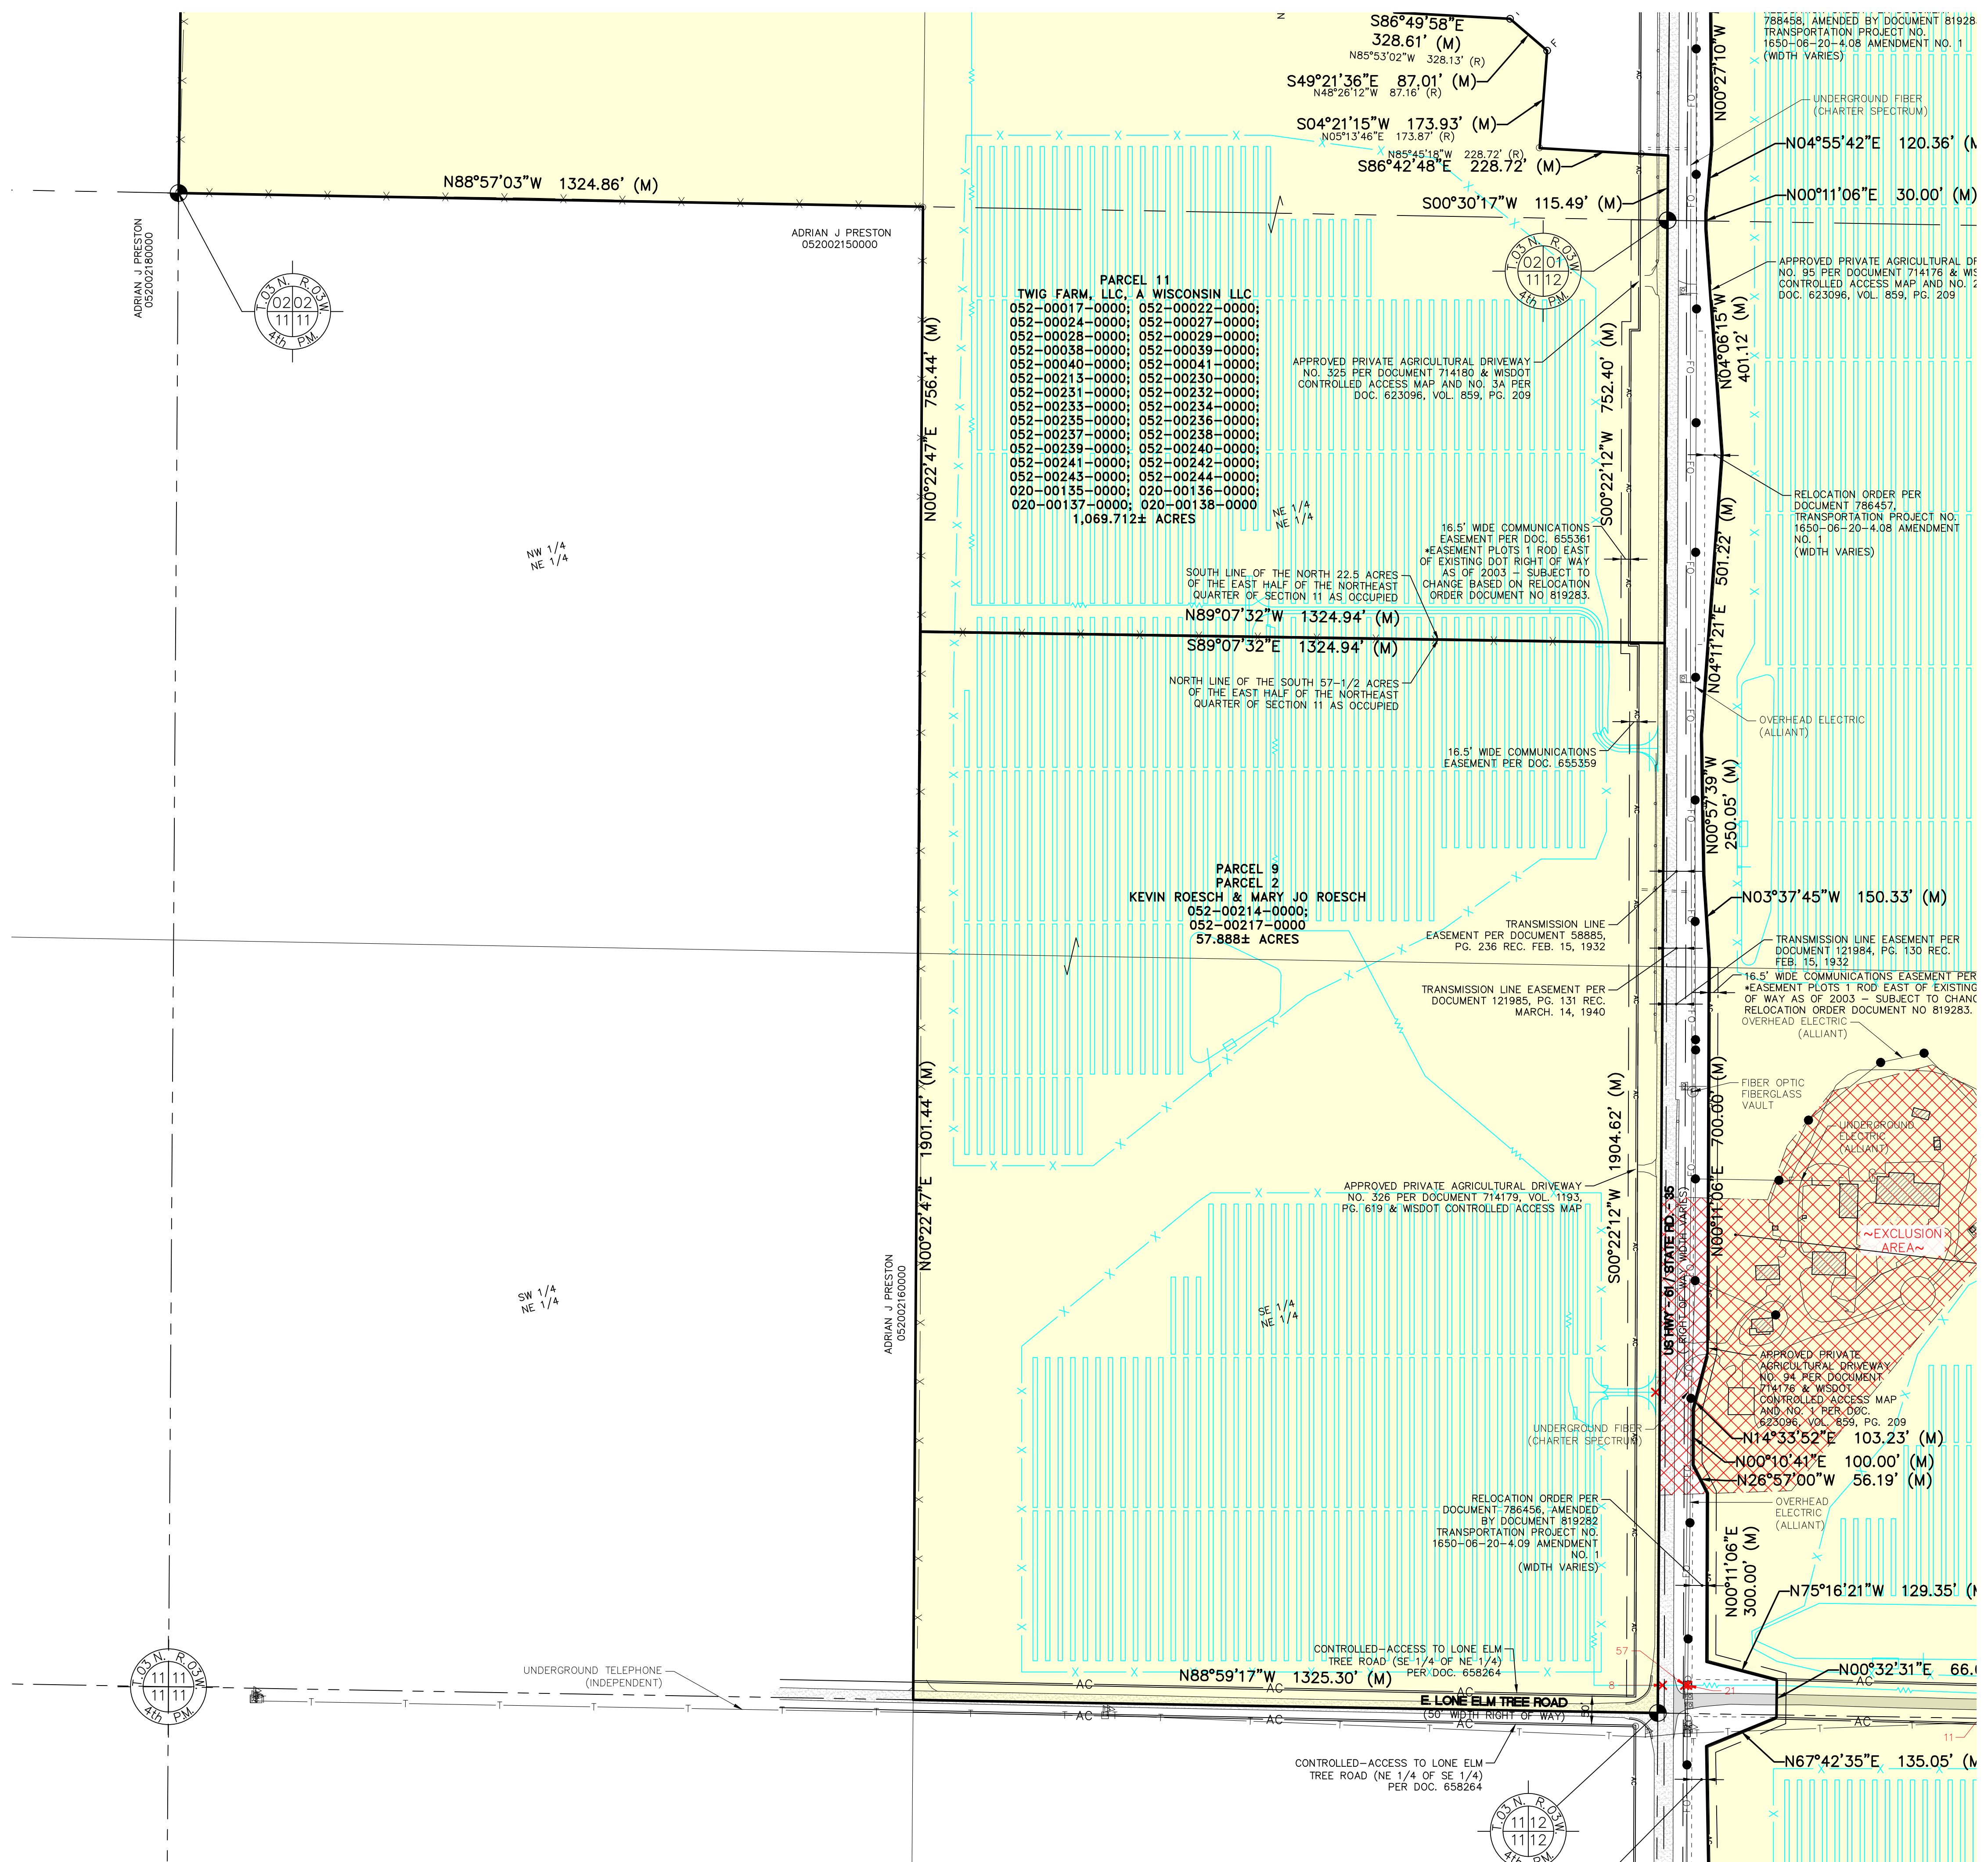 S86°49'58"E
328.61' (M)
N85°53'02"W 328.13' (R)
S49°21'36"E 87.01' (M)
N48°26'12"W 87.16' (R)
S04°21'15"W 173.93' (M)
N05°13'46"E 173.87' (R)
N85°45'18"W 228.72' (R)
S86°42'48"E 228.72' (M)
S00°30'17"W 115.49' (M)
N
F
788458, AMENDED BY DOCUMENT 81928
TRANSPORTATION PROJECT NO.
1650-06-20-4.08 AMENDMENT NO. 1
(WIDTH VARIES)
N00°27'10"W
UNDERGROUND FIBER
(CHARTER SPECTRUM)
N04°55'42"E 120.36' (M
N00°11'06"E 30.00' (M)
APPROVED PRIVATE AGRICULTURAL DR
NO. 95 PER DOCUMENT 714176 & WIS
CONTROLLED ACCESS MAP AND NO. 2
DOC. 623096, VOL. 859, PG. 209
N88°57'03"W 1324.86' (M)
ADRIAN J PRESTON
052002180000
ADRIAN J PRESTON
052002150000
T.03 N. R.03W.
02 02
11 11
4th P.M.
T.03 N. R.03W.
02 01
11 12
4th P.M.
PARCEL 11
TWIG FARM, LLC, A WISCONSIN LLC
052-00017-0000; 052-00022-0000;
052-00024-0000; 052-00027-0000;
052-00028-0000; 052-00029-0000;
052-00038-0000; 052-00039-0000;
052-00040-0000; 052-00041-0000;
052-00213-0000; 052-00230-0000;
052-00231-0000; 052-00232-0000;
052-00233-0000; 052-00234-0000;
052-00235-0000; 052-00236-0000;
052-00237-0000; 052-00238-0000;
052-00239-0000; 052-00240-0000;
052-00241-0000; 052-00242-0000;
052-00243-0000; 052-00244-0000;
020-00135-0000; 020-00136-0000;
020-00137-0000; 020-00138-0000
1,069.712± ACRES
N00°22'47"E 756.44' (M)
APPROVED PRIVATE AGRICULTURAL DRIVEWAY
NO. 325 PER DOCUMENT 714180 & WISDOT
CONTROLLED ACCESS MAP AND NO. 3A PER
DOC. 623096, VOL. 859, PG. 209
S00°22'12"W 752.40' (M)
N04°06'15"W
401.12' (M)
RELOCATION ORDER PER
DOCUMENT 786457,
TRANSPORTATION PROJECT NO.
1650-06-20-4.08 AMENDMENT
NO. 1
(WIDTH VARIES)
NE 1/4
NE 1/4
NW 1/4
NE 1/4
16.5' WIDE COMMUNICATIONS
EASEMENT PER DOC. 655361
*EASEMENT PLOTS 1 ROD EAST
OF EXISTING DOT RIGHT OF WAY
AS OF 2003 - SUBJECT TO
CHANGE BASED ON RELOCATION
ORDER DOCUMENT NO 819283.
SOUTH LINE OF THE NORTH 22.5 ACRES
OF THE EAST HALF OF THE NORTHEAST
QUARTER OF SECTION 11 AS OCCUPIED
N89°07'32"W 1324.94' (M)
S89°07'32"E 1324.94' (M)
NORTH LINE OF THE SOUTH 57-1/2 ACRES
OF THE EAST HALF OF THE NORTHEAST
QUARTER OF SECTION 11 AS OCCUPIED
N04°11'21"E 501.22' (M)
OVERHEAD ELECTRIC
(ALLIANT)
16.5' WIDE COMMUNICATIONS
EASEMENT PER DOC. 655359
N00°57'39"W
250.05' (M)
PARCEL 9
PARCEL 2
KEVIN ROESCH & MARY JO ROESCH
052-00214-0000;
052-00217-0000
57.888± ACRES
N03°37'45"W 150.33' (M)
TRANSMISSION LINE
EASEMENT PER DOCUMENT 58885,
PG. 236 REC. FEB. 15, 1932
TRANSMISSION LINE EASEMENT PER
DOCUMENT 121984, PG. 130 REC.
FEB. 15, 1932
16.5' WIDE COMMUNICATIONS EASEMENT PER
*EASEMENT PLOTS 1 ROD EAST OF EXISTING
OF WAY AS OF 2003 - SUBJECT TO CHANG
RELOCATION ORDER DOCUMENT NO 819283.
TRANSMISSION LINE EASEMENT PER
DOCUMENT 121985, PG. 131 REC.
MARCH. 14, 1940
OVERHEAD ELECTRIC
(ALLIANT)
FIBER OPTIC
FIBERGLASS
VAULT
UNDERGROUND
ELECTRIC
(ALLIANT)
N00°22'47"E 1901.44' (M)
S00°22'12"W 1904.62' (M)
N00°11'06"E 700.00' (M)
APPROVED PRIVATE AGRICULTURAL DRIVEWAY
NO. 326 PER DOCUMENT 714179, VOL. 1193,
PG. 619 & WISDOT CONTROLLED ACCESS MAP
US HWY - 61 / STATE RD. - 35
( RIGHT OF WAY WIDTH VARIES)
~EXCLUSION
AREA~
ADRIAN J PRESTON
052002160000
SW 1/4
NE 1/4
SE 1/4
NE 1/4
APPROVED PRIVATE
AGRICULTURAL DRIVEWAY
NO. 94 PER DOCUMENT
714176 & WISDOT
CONTROLLED ACCESS MAP
AND NO. 1 PER DOC.
623096, VOL. 859, PG. 209
UNDERGROUND FIBER
(CHARTER SPECTRUM)
N14°33'52"E 103.23' (M)
N00°10'41"E 100.00' (M)
N26°57'00"W 56.19' (M)
RELOCATION ORDER PER
DOCUMENT 786456, AMENDED
BY DOCUMENT 819282
TRANSPORTATION PROJECT NO.
1650-06-20-4.09 AMENDMENT
NO. 1
(WIDTH VARIES)
OVERHEAD
ELECTRIC
(ALLIANT)
N00°11'06"E
300.00' (M)
N75°16'21"W 129.35' (M
CONTROLLED-ACCESS TO LONE ELM
TREE ROAD (SE 1/4 OF NE 1/4)
PER DOC. 658264
57
8
21
11
N00°32'31"E 66.
UNDERGROUND TELEPHONE
(INDEPENDENT)
N88°59'17"W 1325.30' (M)
E. LONE ELM TREE ROAD
(50' WIDTH RIGHT OF WAY)
50'
T.03 N. R.03W.
11 11
11 11
4th P.M.
N67°42'35"E 135.05' (M
CONTROLLED-ACCESS TO LONE ELM
TREE ROAD (NE 1/4 OF SE 1/4)
PER DOC. 658264
T.03 N. R.03W.
11 12
11 12
4th P.M.